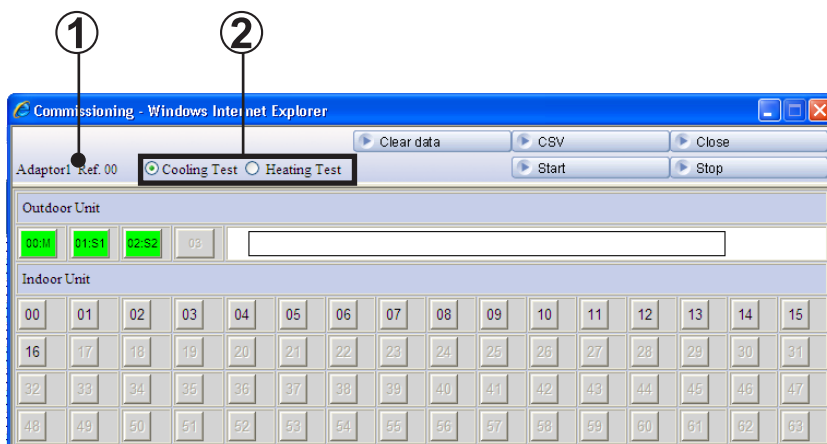 1 2
Commissioning - Windows Internet Explorer
Clear data CSV Close
Adaptor1 Ref. 00 Cooling Test Heating Test Start Stop
Outdoor Unit
00:M 01:S1 02:S2 03
Indoor Unit
00 01 02 03 04 05 06 07 08 09 10 11 12 13 14 15
16 17 18 19 20 21 22 23 24 25 26 27 28 29 30 31
32 33 34 35 36 37 38 39 40 41 42 43 44 45 46 47
48 49 50 51 52 53 54 55 56 57 58 59 60 61 62 63